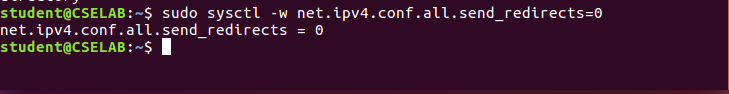 student@CSELAB:~$ sudo sysctl -w net.ipv4.conf.all.send_redirects=0
net.ipv4.conf.all.send_redirects = 0
student@CSELAB:~$